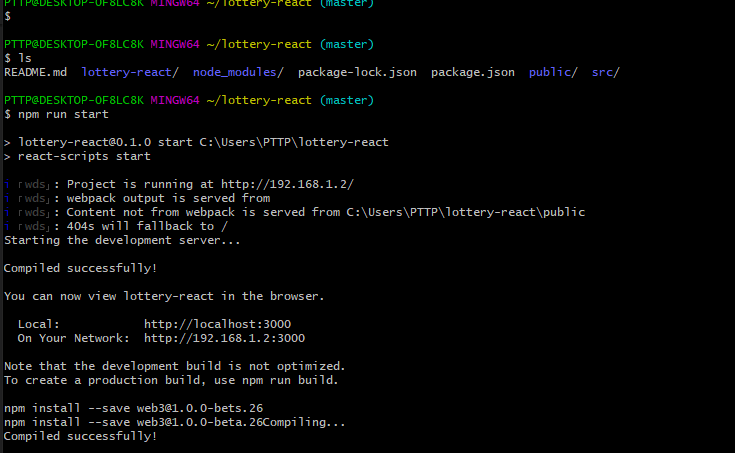 PTTP@DESKTOP-OF8LC8K MINGW64 ~/lottery-react (master)
$
PTTP@DESKTOP-OF8LC8K MINGW64 ~/lottery-react (master)
$ ls
README.md  lottery-react/  node_modules/  package-lock.json  package.json  public/  src/
PTTP@DESKTOP-OF8LC8K MINGW64 ~/lottery-react (master)
$ npm run start
> lottery-react@0.1.0 start C:\Users\PTTP\lottery-react
> react-scripts start
i ｢wds｣: Project is running at http://192.168.1.2/
i ｢wds｣: webpack output is served from
i ｢wds｣: Content not from webpack is served from C:\Users\PTTP\lottery-react\public
i ｢wds｣: 404s will fallback to /
Starting the development server...
Compiled successfully!
You can now view lottery-react in the browser.
Local:            http://localhost:3000
On Your Network:  http://192.168.1.2:3000
Note that the development build is not optimized.
To create a production build, use npm run build.
npm install --save web3@1.0.0-bets.26
npm install --save web3@1.0.0-beta.26Compiling...
Compiled successfully!